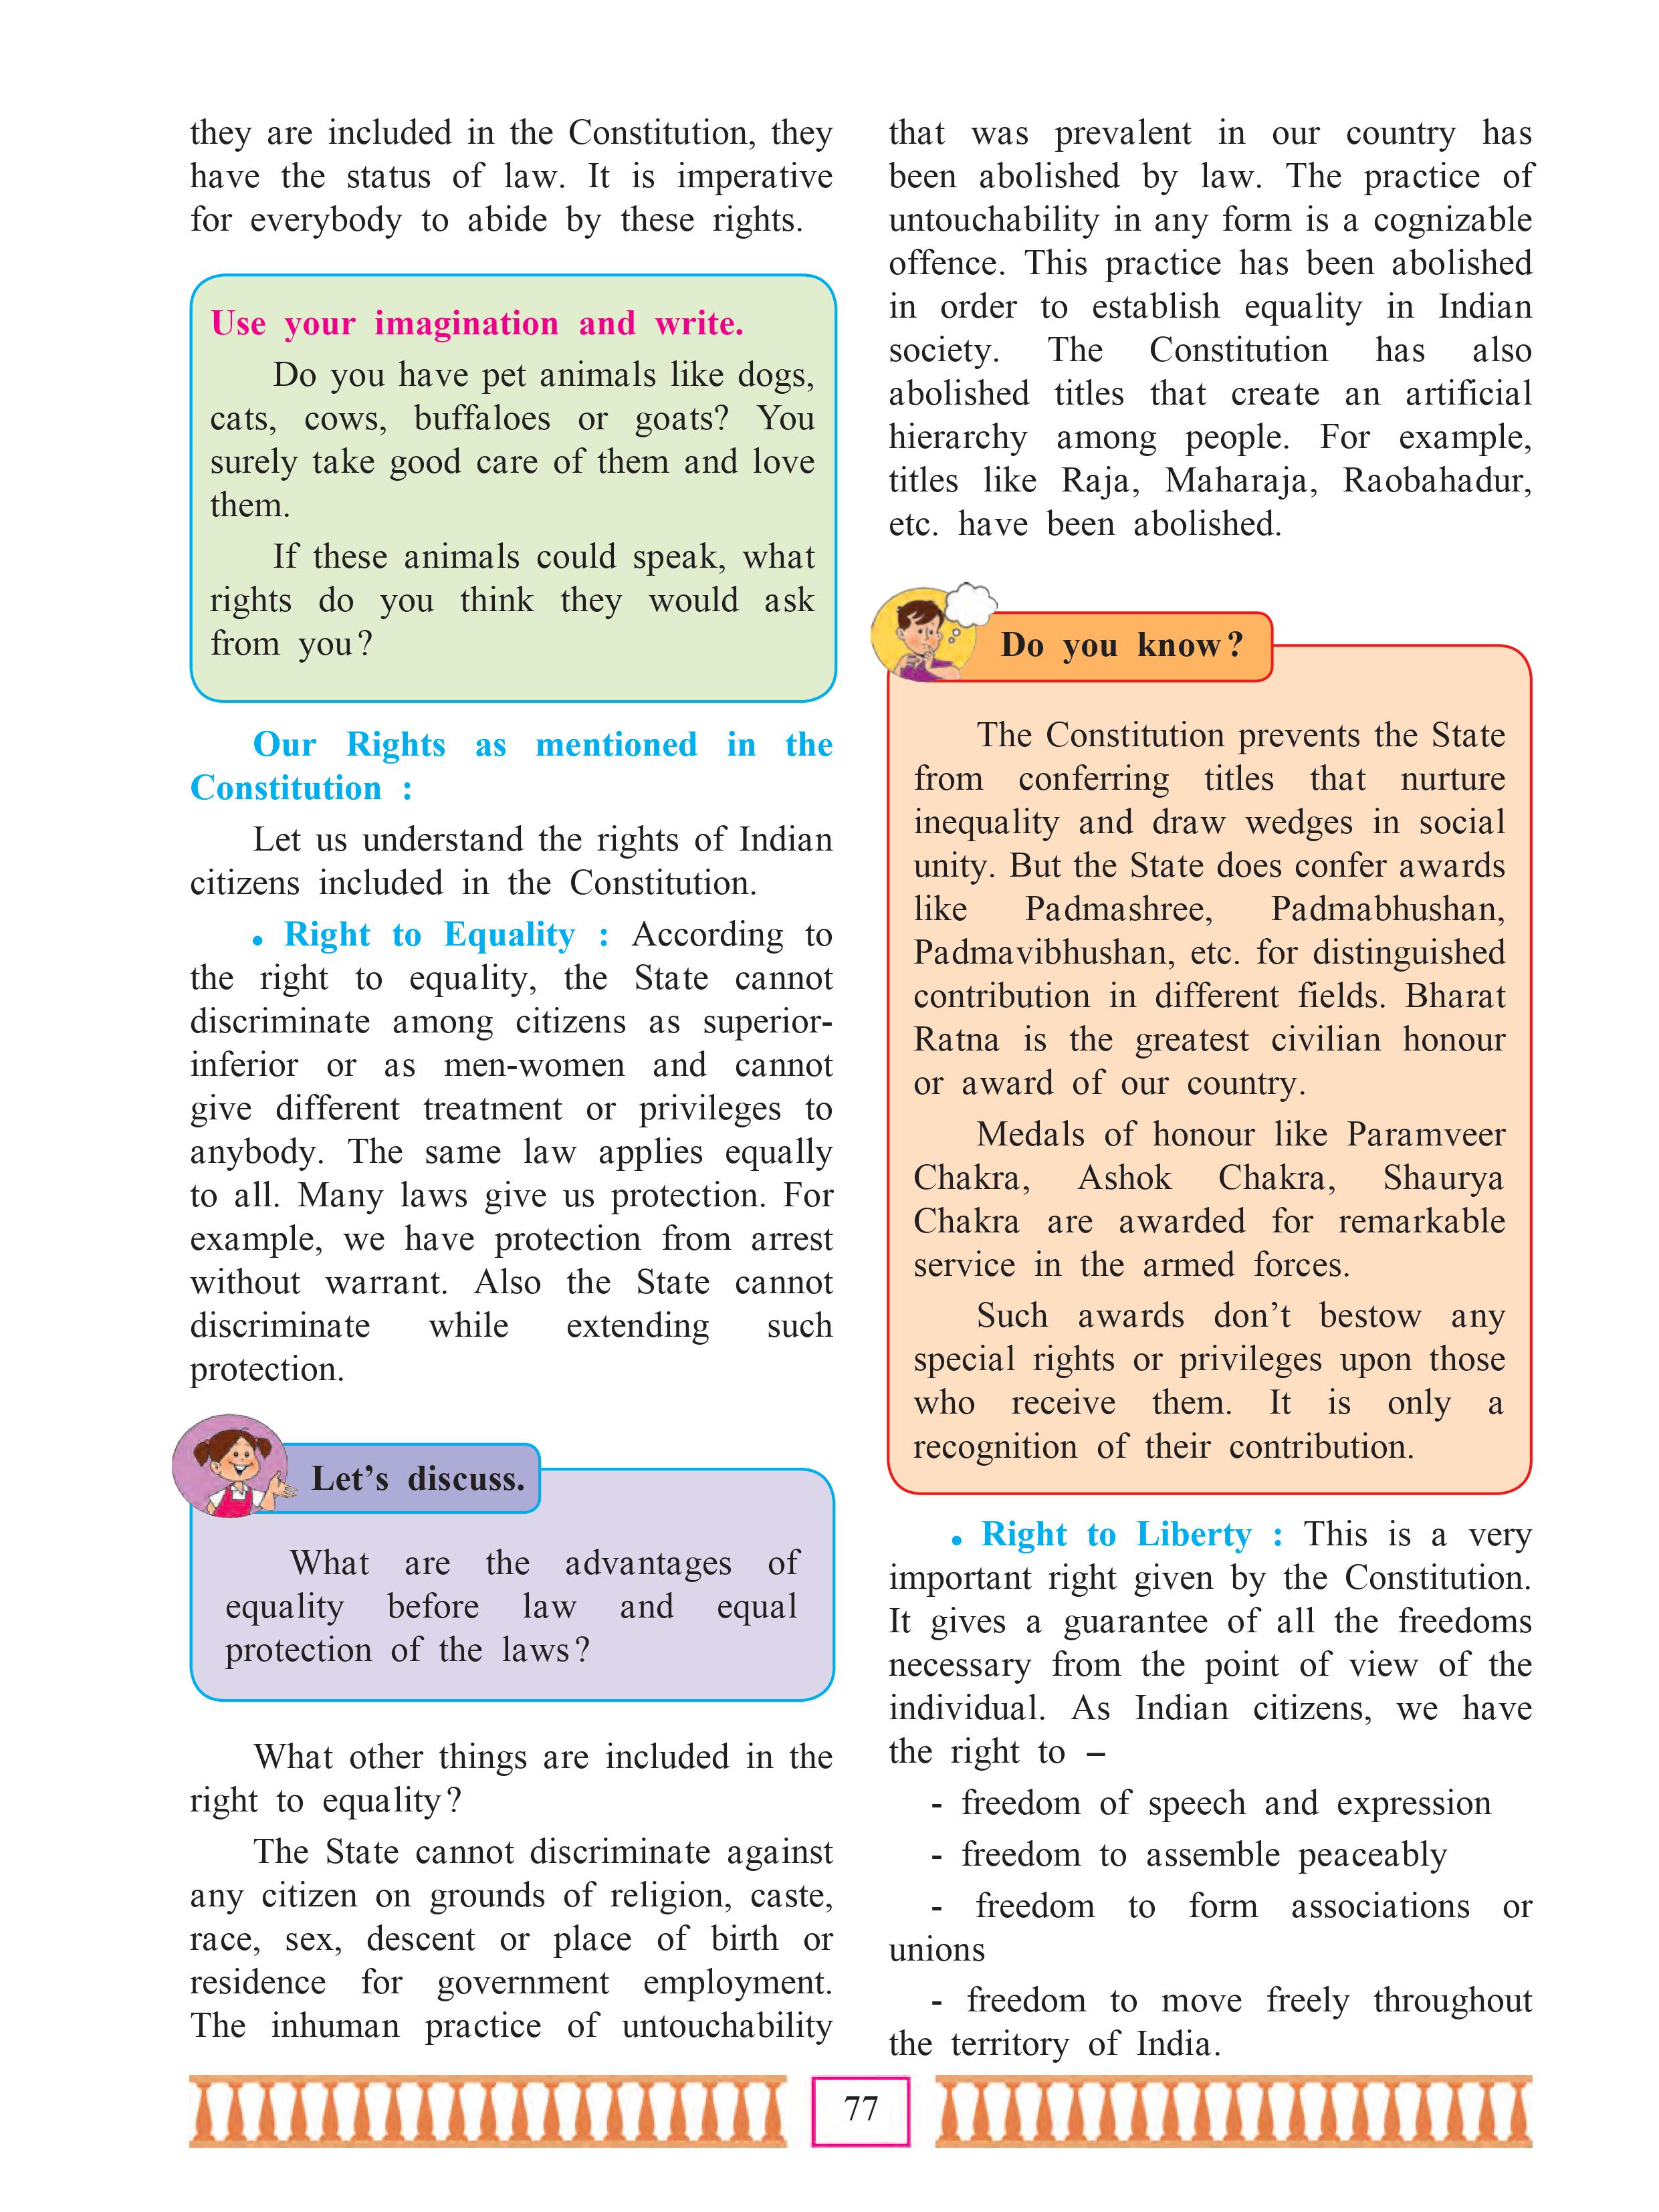 they are included in the Constitution, they
have the status of law. It is imperative
for everybody to abide by these rights.
Use your imagination and write.
Do you have pet animals like dogs,
cats, cows, buffaloes or goats? You
surely take good care of them and love
them.
If these animals could speak, what
rights do you think they would ask
from you?
Our Rights as mentioned in the
Constitution :
Let us understand the rights of Indian
citizens included in the Constitution.
• Right to Equality : According to
the right to equality, the State cannot
discriminate among citizens as superior-
inferior or as men-women and cannot
give different treatment or privileges to
anybody. The same law applies equally
to all. Many laws give us protection. For
example, we have protection from arrest
without warrant. Also the State cannot
discriminate while extending such
protection.
Let's discuss.
What are the advantages of
equality before law and equal
protection of the laws?
What other things are included in the
right to equality?
The State cannot discriminate against
any citizen on grounds of religion, caste,
race, sex, descent or place of birth or
residence for government employment.
The inhuman practice of untouchability
that was prevalent in our country has
been abolished by law. The practice of
untouchability in any form is a cognizable
offence. This practice has been abolished
in order to establish equality in Indian
society. The Constitution has also
abolished titles that create an artificial
hierarchy among people. For example,
titles like Raja, Maharaja, Raobahadur,
etc. have been abolished.
Do you know?
The Constitution prevents the State
from conferring titles that nurture
inequality and draw wedges in social
unity. But the State does confer awards
like Padmashree, Padmabhushan,
Padmavibhushan, etc. for distinguished
contribution in different fields. Bharat
Ratna is the greatest civilian honour
or award of our country.
Medals of honour like Paramveer
Chakra, Ashok Chakra, Shaurya
Chakra are awarded for remarkable
service in the armed forces.
Such awards don't bestow any
special rights or privileges upon those
who receive them. It is only a
recognition of their contribution.
• Right to Liberty : This is a very
important right given by the Constitution.
It gives a guarantee of all the freedoms
necessary from the point of view of the
individual. As Indian citizens, we have
the right to –
- freedom of speech and expression
- freedom to assemble peaceably
- freedom to form associations or
unions
- freedom to move freely throughout
the territory of India.
77